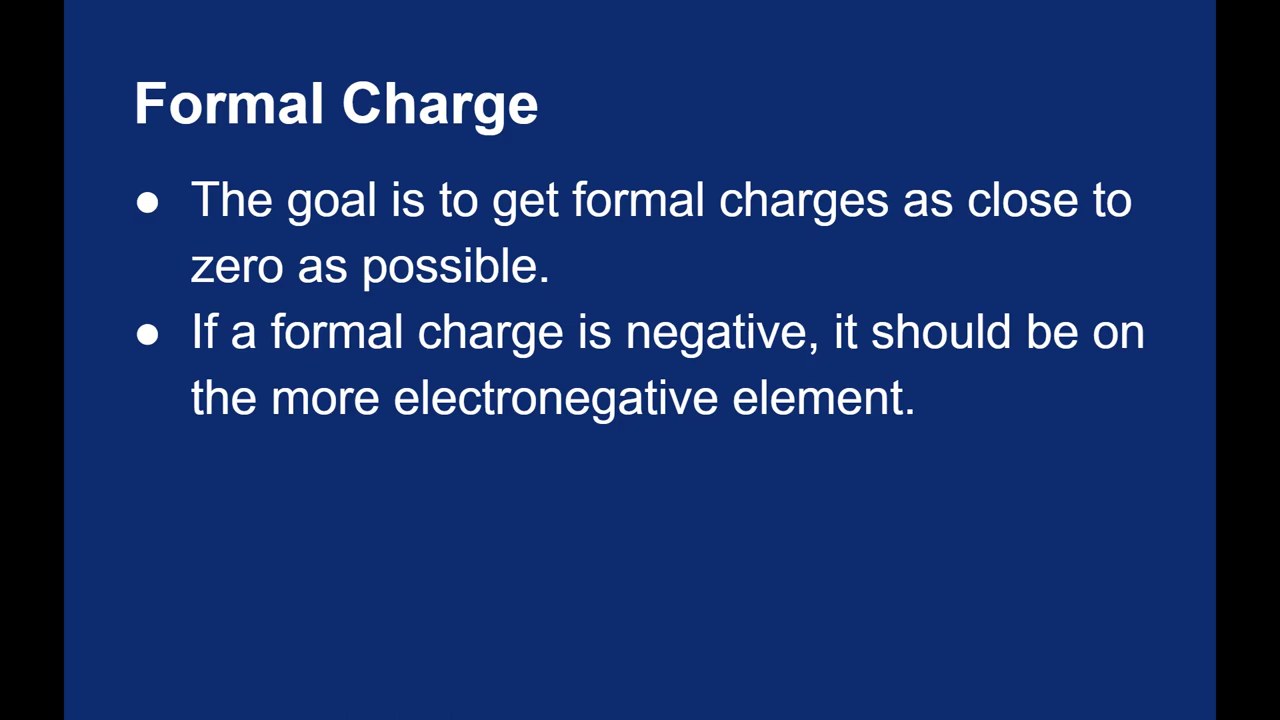 Formal Charge
● The goal is to get formal charges as close to
zero as possible.
● If a formal charge is negative, it should be on
the more electronegative element.